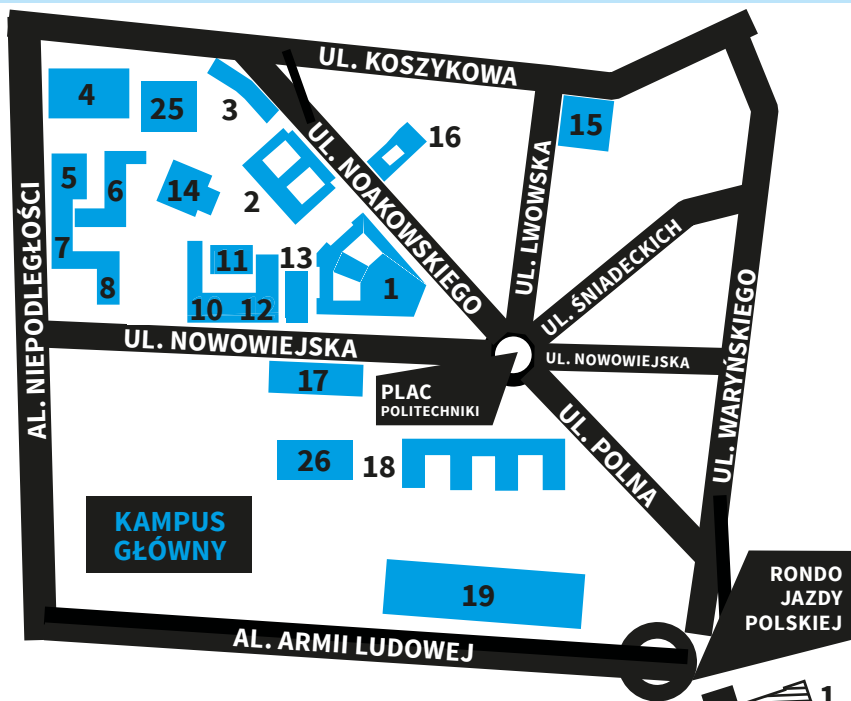 UL. KOSZYKOWA
4
25
3
16
15
UL. NOAKOWSKIEGO
5
6
14
2
UL. LWOWSKA
AL. NIEPODLEGŁOŚCI
7
11
13
8
1
10
12
UL. ŚNIADECKICH
UL. WARYŃSKIEGO
UL. NOWOWIEJSKA
UL. NOWOWIEJSKA
17
PLAC
POLITECHNIKI
UL. POLNA
26
18
KAMPUS
GŁÓWNY
19
RONDO
JAZDY
POLSKIEJ
AL. ARMII LUDOWEJ
1